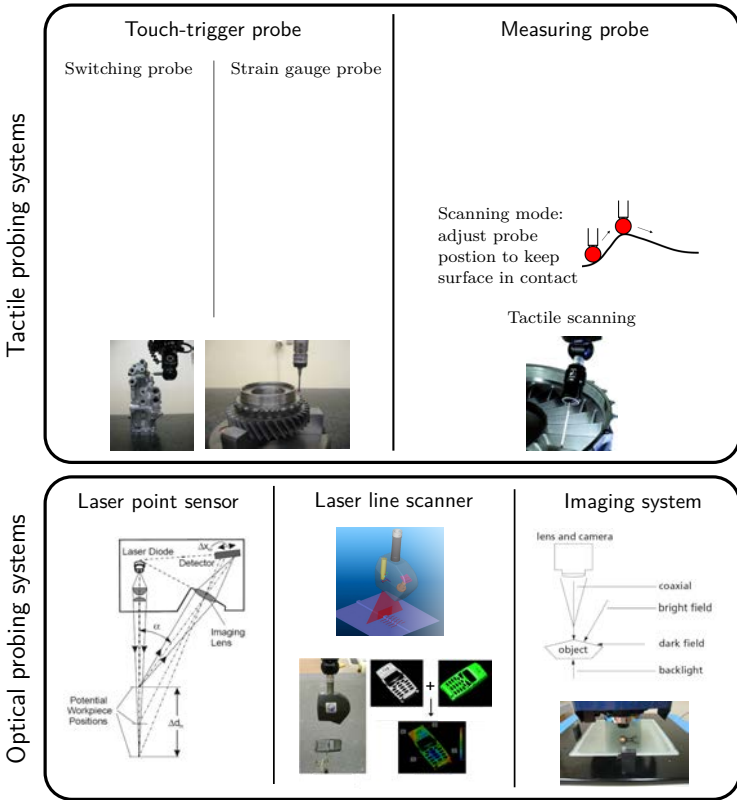 Tactile probing systems
Touch-trigger probe
Switching probe
Strain gauge probe
Measuring probe
Scanning mode:
adjust probe
postion to keep
surface in contact
Tactile scanning
Optical probing systems
Laser point sensor
Δx
Laser Diode
Detector
α
Imaging
Lens
Potential
Workpiece
Positions
Δd
Laser line scanner
+
Imaging system
lens and camera
coaxial
bright field
object
dark field
backlight